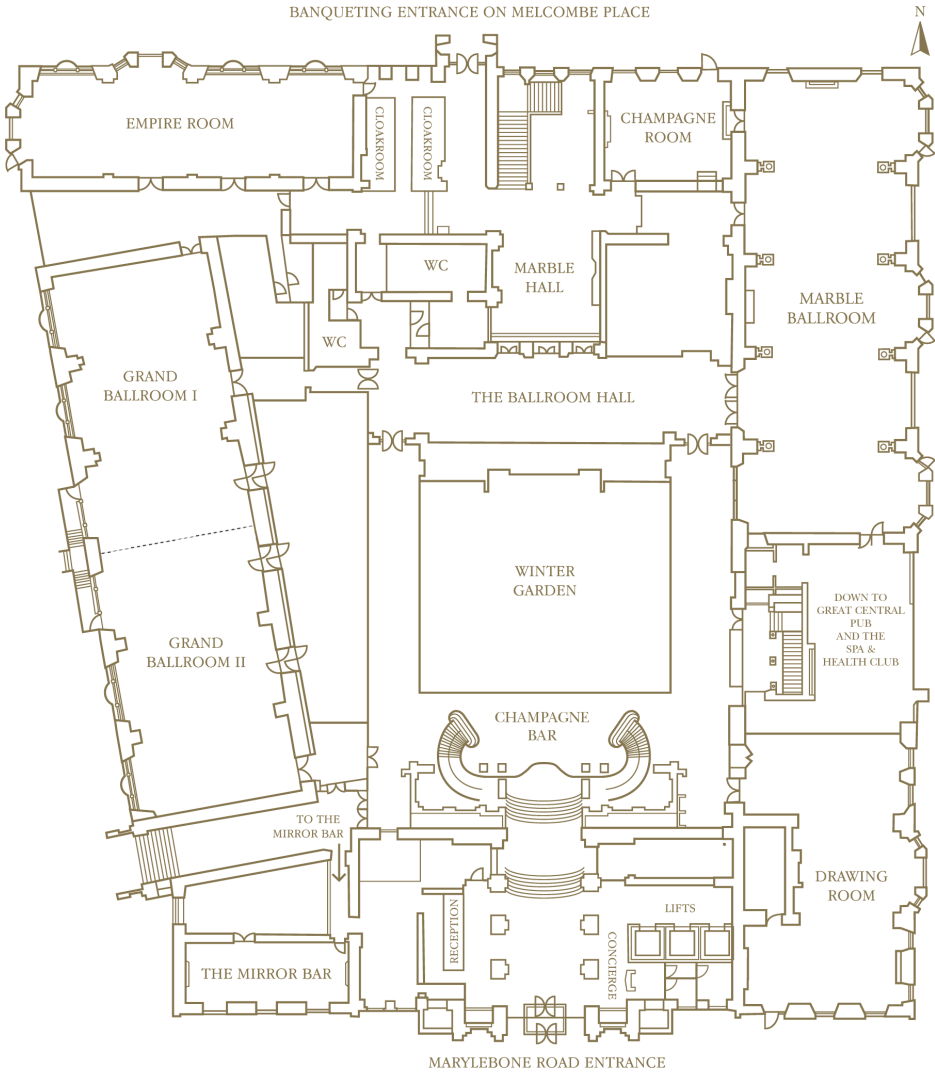 BANQUETING ENTRANCE ON MELCOMBE PLACE
N
EMPIRE ROOM
CLOAKROOM
CLOAKROOM
CHAMPAGNE
ROOM
WC
MARBLE
HALL
MARBLE
BALLROOM
WC
GRAND
BALLROOM I
THE BALLROOM HALL
WINTER
GARDEN
DOWN TO
GREAT CENTRAL
PUB
AND THE
SPA &
HEALTH CLUB
GRAND
BALLROOM II
CHAMPAGNE
BAR
TO THE
MIRROR BAR
DRAWING
ROOM
LIFTS
RECEPTION
CONCIERGE
THE MIRROR BAR
MARYLEBONE ROAD ENTRANCE